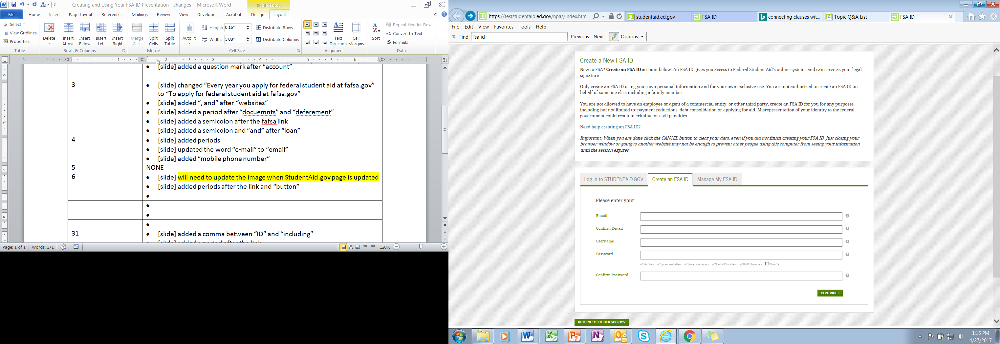 Creating and Using Your FSA ID Presentation - changes - Microsoft Word
Table Tools
File Home Insert Page Layout References Mailings Review View Developer Acrobat Design Layout
Select
View Gridlines
Properties
Table
Delete
Insert Above
Insert Below
Insert Left
Insert Right
Rows & Columns
Merge Cells
Split Cells
Split Table
Merge
AutoFit
Height: 0.16"
Width: 5.08"
Distribute Rows
Distribute Columns
Cell Size
Text Direction
Cell Margins
Alignment
Sort
Repeat Header Rows
Convert to Text
Formula
Data
1 1 2 3 4 5 6 7
• [slide] added a question mark after “account”
3
• [slide] changed “Every year you apply for federal student aid at fafsa.gov”
to “To apply for federal student aid at fafsa.gov”
• [slide] added “, and” after “websites”
• [slide] added a period after “docuemnts” and “deferement”
• [slide] added a semicolon after the fafsa link
• [slide] added a semicolon and “and” after “loan”
4
• [slide] added periods
• [slide] updated the word “e-mail” to “email”
• [slide] added “mobile phone number”
5 NONE
6
• [slide] will need to update the image when StudentAid.gov page is updated
• [slide] added periods after the link and “button”
•
•
•
•
31
• [slide] added a comma between “ID” and “including”
• [slide] added a period after the link
Page: 1 of 1 Words: 171 120%
https://teststudentaid.ed.gov/npas/index.htm
studentaid.ed.gov
FSA ID
connecting clauses wit...
Topic Q&A List
FSA ID
File Edit View Favorites Tools Help
x Find: fsa id Previous Next Options
Create a New FSA ID
New to FSA? Create an FSA ID account below. An FSA ID gives you access to Federal Student Aid's online systems and can serve as your legal
signature.
Only create an FSA ID using your own personal information and for your own exclusive use. You are not authorized to create an FSA ID on
behalf of someone else, including a family member.
You are not allowed to have an employee or agent of a commercial entity, or other third party, create an FSA ID for you for any purposes
including but not limited to: payment reductions, debt consolidation or applying for aid. Misrepresentation of your identity to the federal
government could result in criminal or civil penalties.
Need help creating an FSA ID?
Important: When you are done click the CANCEL button to clear your data, even if you did not finish creating your FSA ID. Just closing your
browser window or going to another website may not be enough to prevent other people using this computer from seeing your information
until the session expires.
Log in to STUDENTAID.GOV
Create an FSA ID
Manage My FSA ID
Please enter your:
E-mail
Confirm E-mail
Username
Password
Numbers Uppercase Letters Lowercase Letters Special Characters 8-30 Characters Show Text
Confirm Password
CONTINUE ›
RETURN TO STUDENTAID.GOV
1:15 PM
4/27/2017